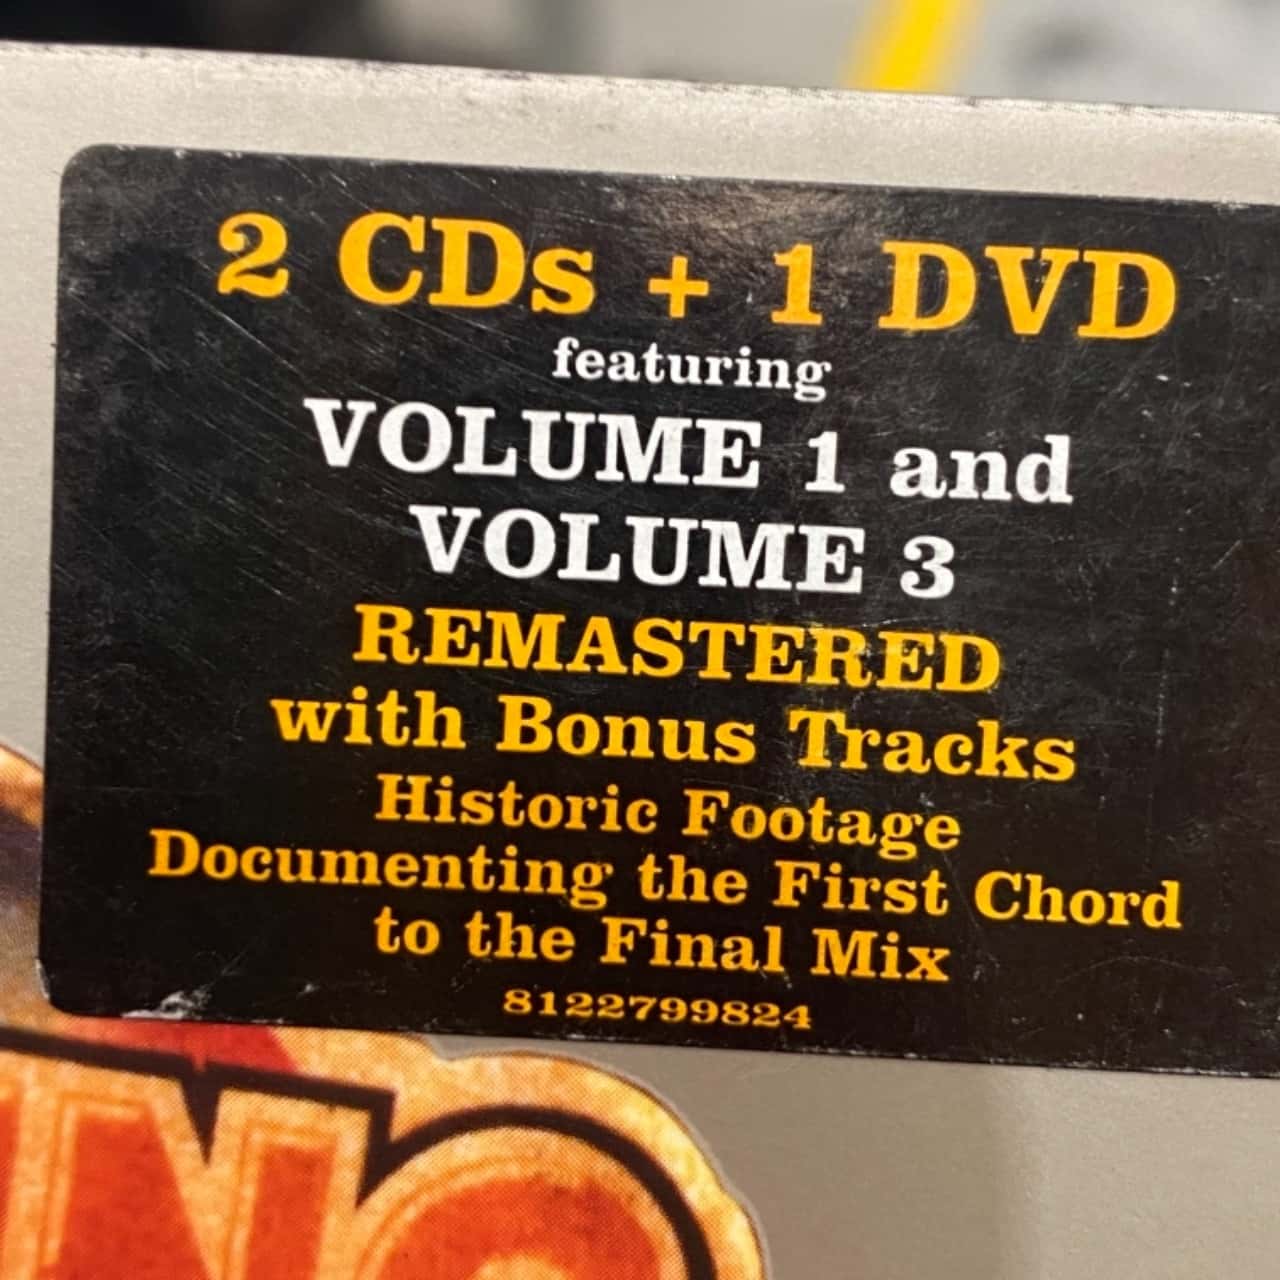 2 CDs + 1 DVD
featuring
VOLUME 1 and
VOLUME 3
REMASTERED
with Bonus Tracks
Historic Footage
Documenting the First Chord
to the Final Mix
8122799824